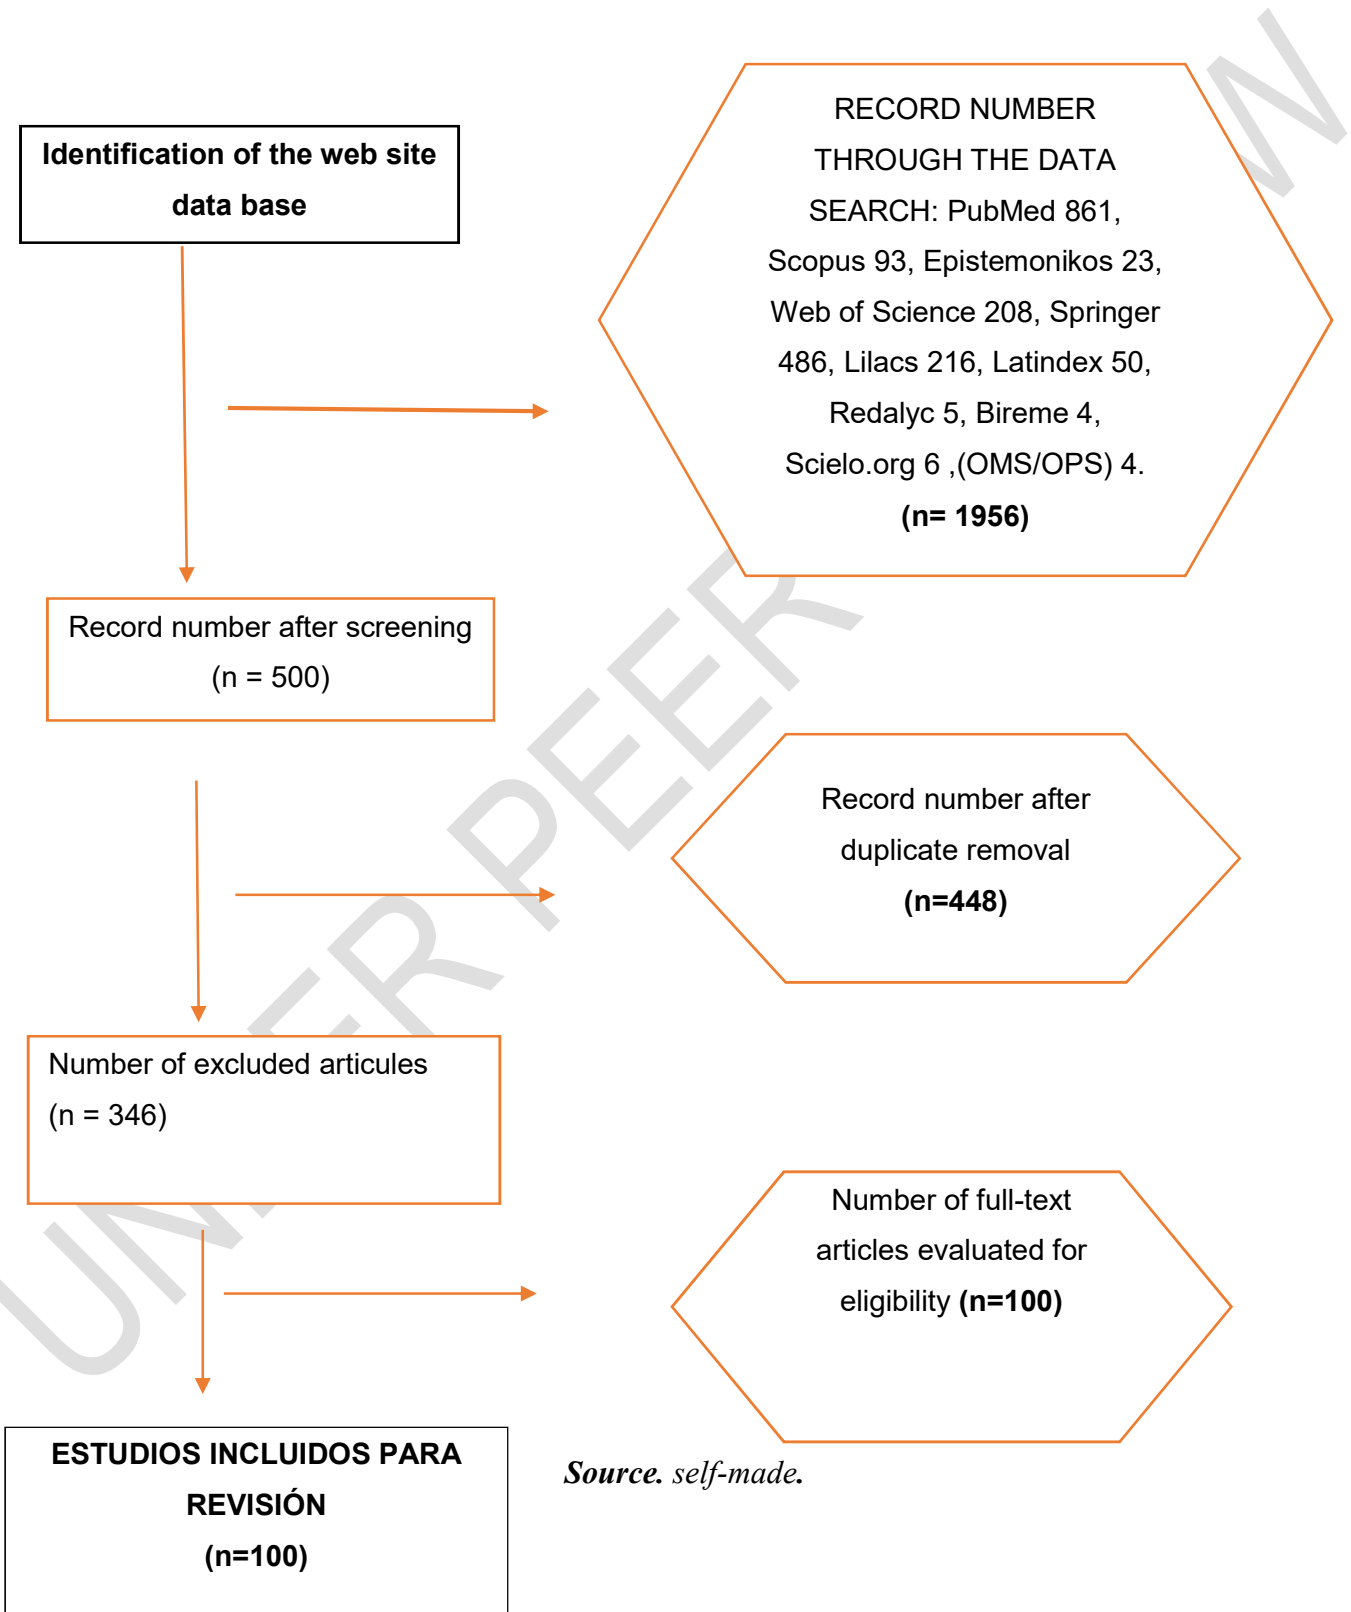 Identification of the web site
data base
RECORD NUMBER
THROUGH THE DATA
SEARCH: PubMed 861,
Scopus 93, Epistemonikos 23,
Web of Science 208, Springer
486, Lilacs 216, Latindex 50,
Redalyc 5, Bireme 4,
Scielo.org 6 ,(OMS/OPS) 4.
(n= 1956)
Record number after screening
(n = 500)
Record number after
duplicate removal
(n=448)
Number of excluded articules
(n = 346)
Number of full-text
articles evaluated for
eligibility (n=100)
ESTUDIOS INCLUIDOS PARA
REVISIÓN
(n=100)
Source. self-made.
UNDER PEER W